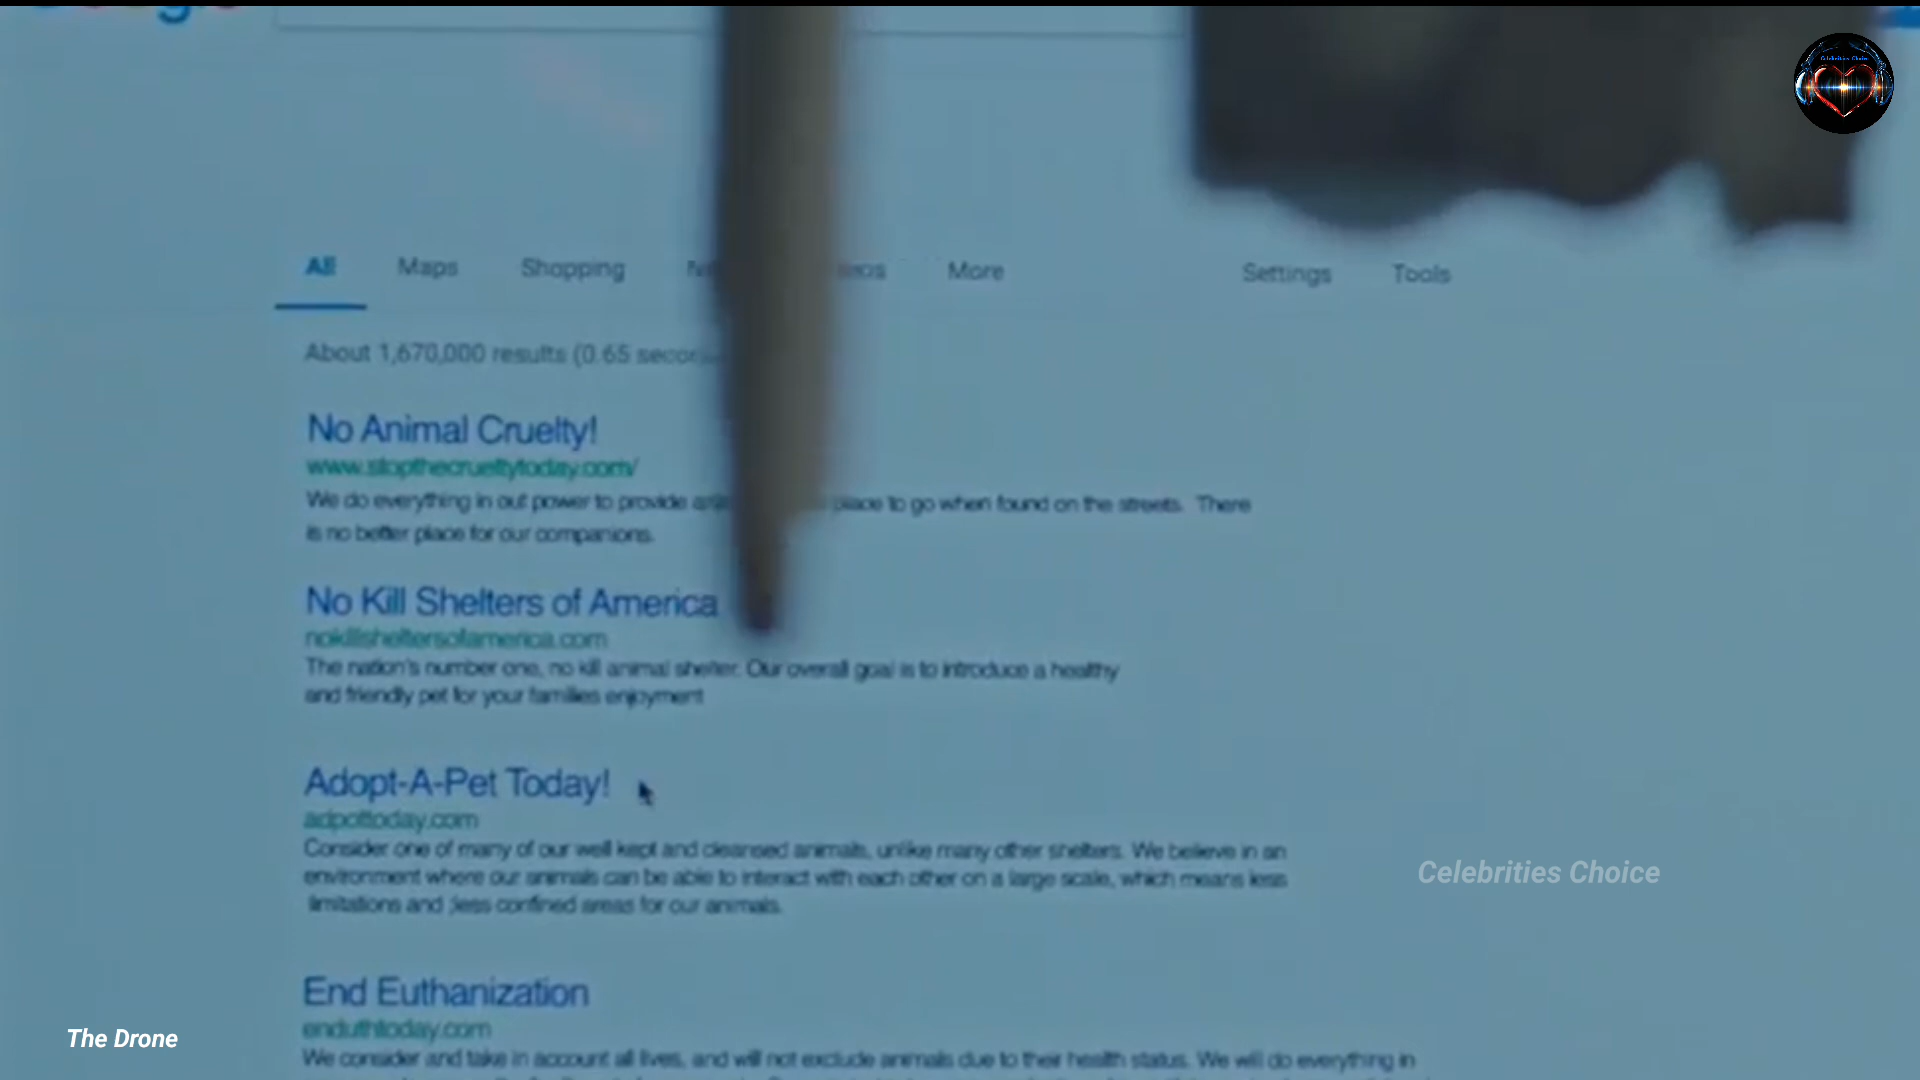 All Maps Shopping More Settings Tools
About 1,670,000 results (0.65
No Animal Cruelty!
www.stopthecrueltytoday.com/
We do everything in out power to provide place to go when found on the streets. There
is no better place for our companions.
No Kill Shelters of America
nokillsheltersofamerica.com
The nation's number one, no kill animal shelter. Our overall goal is to introduce a healthy
and friendly pet for your families enjoyment
Adopt-A-Pet Today!
adpottoday.com
Consider one of many of our well kept and cleansed animals, unlike many other shelters. We believe in an
environment where our animals can be able to interact with each other on a large scale, which means less
limitations and ,less confined areas for our animals.
Celebrities Choice
End Euthanization
enduthtoday.com
The Drone
We consider and take in account all lives, and will not exclude animals due to their health status. We will do everything in
Celebrities Choice